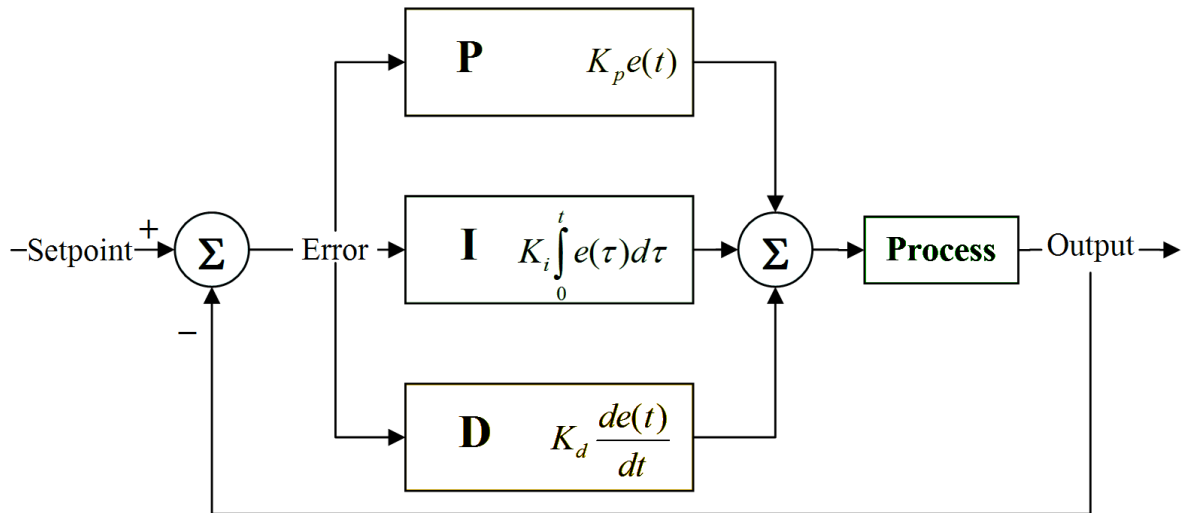 P K_p e(t)
–Setpoint + Σ Error I K_i ∫_0^t e(τ)dτ Σ Process Output
–
D K_d de(t)/dt